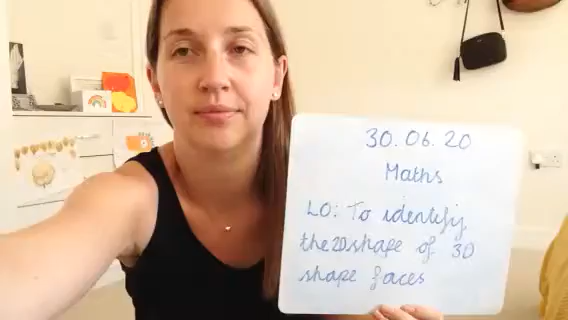 30.06.20
Maths
LO: To identify
the 2D shape of 3D
shape faces